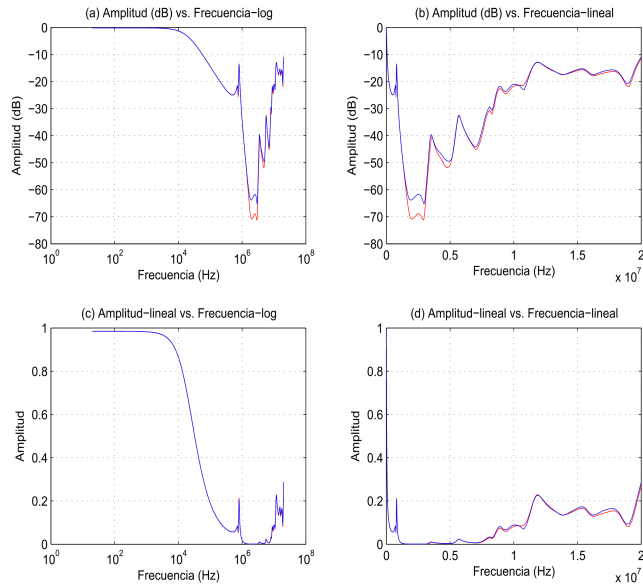 (a) Amplitud (dB) vs. Frecuencia−log
0
−10
−20
−30
−40
−50
−60
−70
−80
Amplitud (dB)
10^0 10^2 10^4 10^6 10^8
Frecuencia (Hz)
(b) Amplitud (dB) vs. Frecuencia−lineal
0
−10
−20
−30
−40
−50
−60
−70
−80
Amplitud (dB)
0 0.5 1 1.5 2
x 10^7
Frecuencia (Hz)
(c) Amplitud−lineal vs. Frecuencia−log
1
0.8
0.6
0.4
0.2
0
Amplitud
10^0 10^2 10^4 10^6 10^8
Frecuencia (Hz)
(d) Amplitud−lineal vs. Frecuencia−lineal
1
0.8
0.6
0.4
0.2
0
Amplitud
0 0.5 1 1.5 2
x 10^7
Frecuencia (Hz)